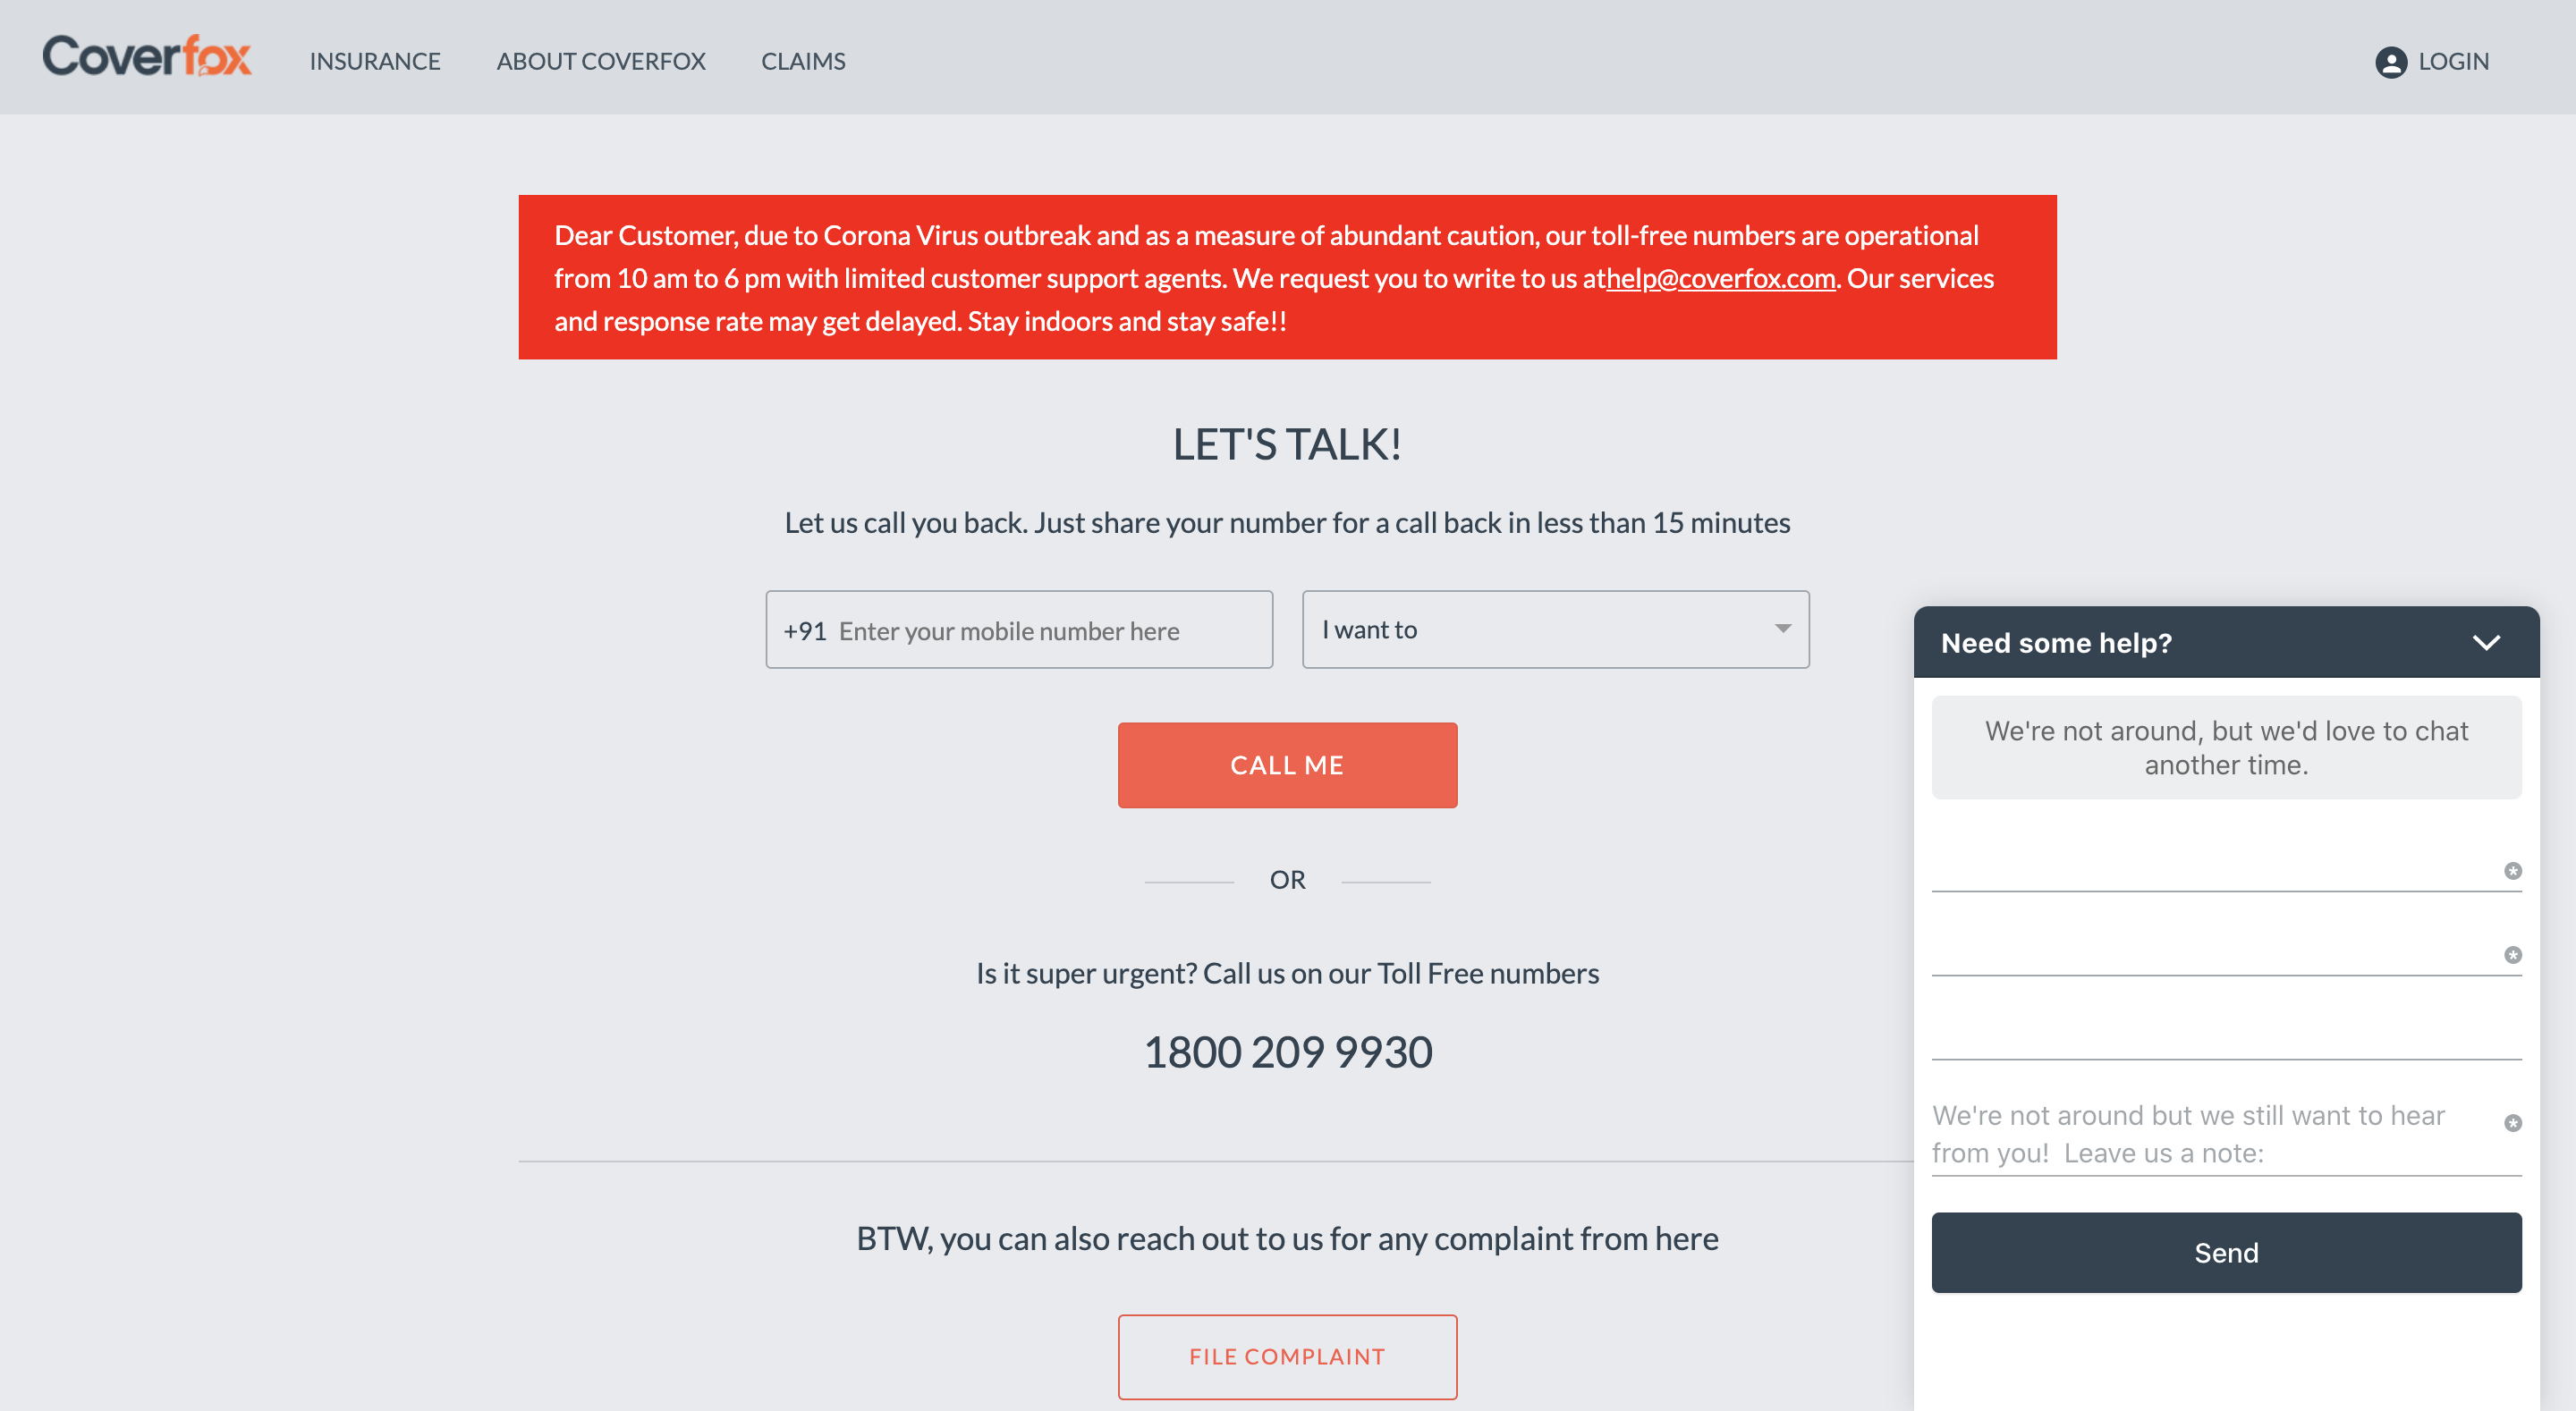 Coverfox
INSURANCE
ABOUT COVERFOX
CLAIMS
LOGIN
Dear Customer, due to Corona Virus outbreak and as a measure of abundant caution, our toll-free numbers are operational
from 10 am to 6 pm with limited customer support agents. We request you to write to us athelp@coverfox.com. Our services
and response rate may get delayed. Stay indoors and stay safe!!
LET'S TALK!
Let us call you back. Just share your number for a call back in less than 15 minutes
+91 Enter your mobile number here
I want to
CALL ME
OR
Is it super urgent? Call us on our Toll Free numbers
1800 209 9930
BTW, you can also reach out to us for any complaint from here
FILE COMPLAINT
Need some help?
We're not around, but we'd love to chat
another time.
We're not around but we still want to hear
from you!  Leave us a note:
Send